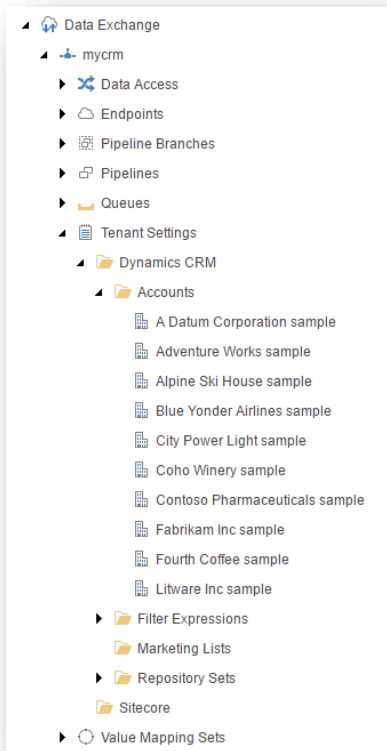 Data Exchange
mycrm
Data Access
Endpoints
Pipeline Branches
Pipelines
Queues
Tenant Settings
Dynamics CRM
Accounts
A Datum Corporation sample
Adventure Works sample
Alpine Ski House sample
Blue Yonder Airlines sample
City Power Light sample
Coho Winery sample
Contoso Pharmaceuticals sample
Fabrikam Inc sample
Fourth Coffee sample
Litware Inc sample
Filter Expressions
Marketing Lists
Repository Sets
Sitecore
Value Mapping Sets